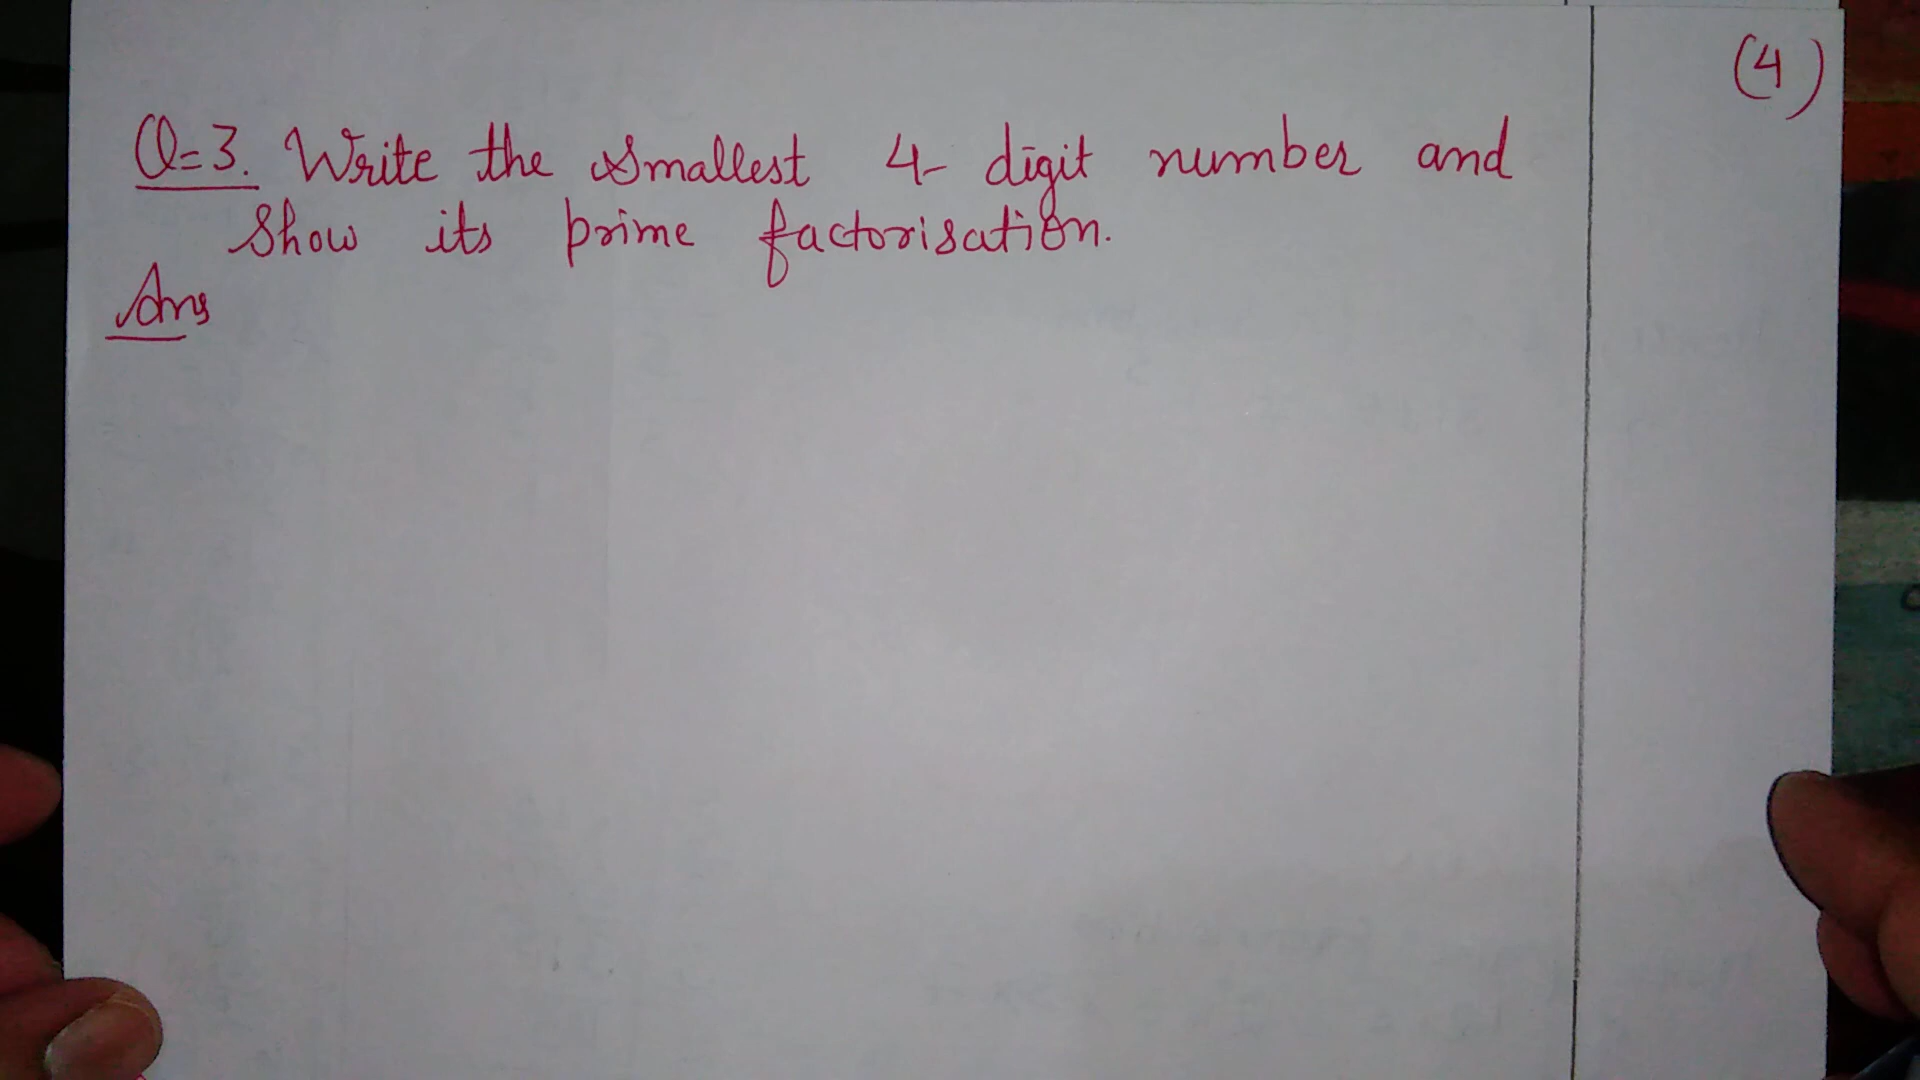 (4)
Q=3. Write the smallest 4- digit number and
Show its prime factorisation.
Ans